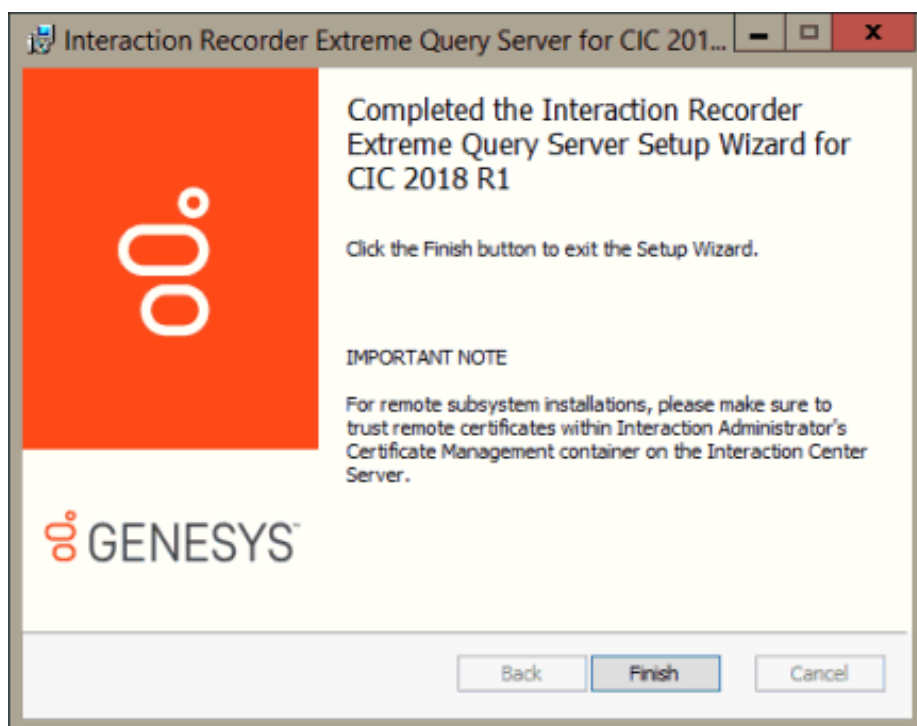 Interaction Recorder Extreme Query Server for CIC 201...
Completed the Interaction Recorder
Extreme Query Server Setup Wizard for
CIC 2018 R1
Click the Finish button to exit the Setup Wizard.
IMPORTANT NOTE
For remote subsystem installations, please make sure to
trust remote certificates within Interaction Administrator's
Certificate Management container on the Interaction Center
Server.
GENESYS™
Back
Finish
Cancel